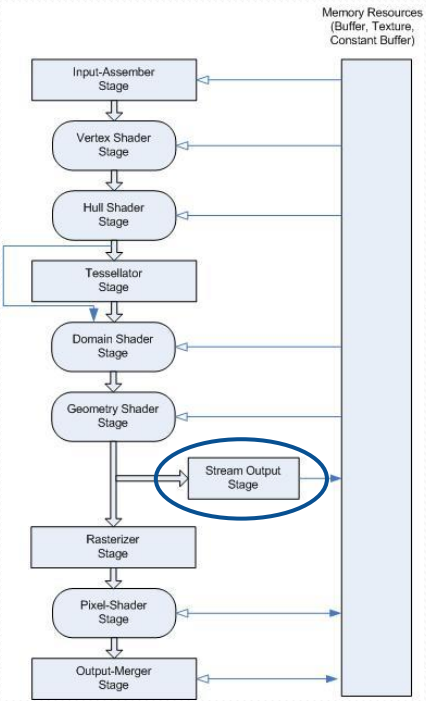 Memory Resources
(Buffer, Texture,
Constant Buffer)
Input-Assember
Stage
Vertex Shader
Stage
Hull Shader
Stage
Tessellator
Stage
Domain Shader
Stage
Geometry Shader
Stage
Stream Output
Stage
Rasterizer
Stage
Pixel-Shader
Stage
Output-Merger
Stage